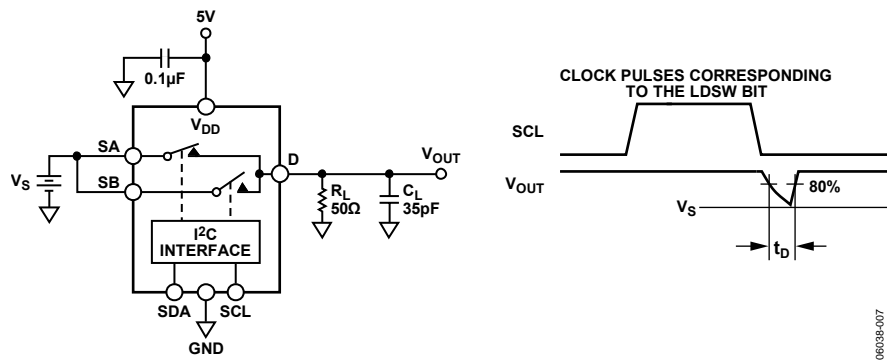 5V
0.1µF
VDD
SA
SB
VS
D
VOUT
RL
50Ω
CL
35pF
I2C
INTERFACE
SDA
SCL
GND
CLOCK PULSES CORRESPONDING
TO THE LDSW BIT
SCL
VOUT
80%
VS
tD
06038-007